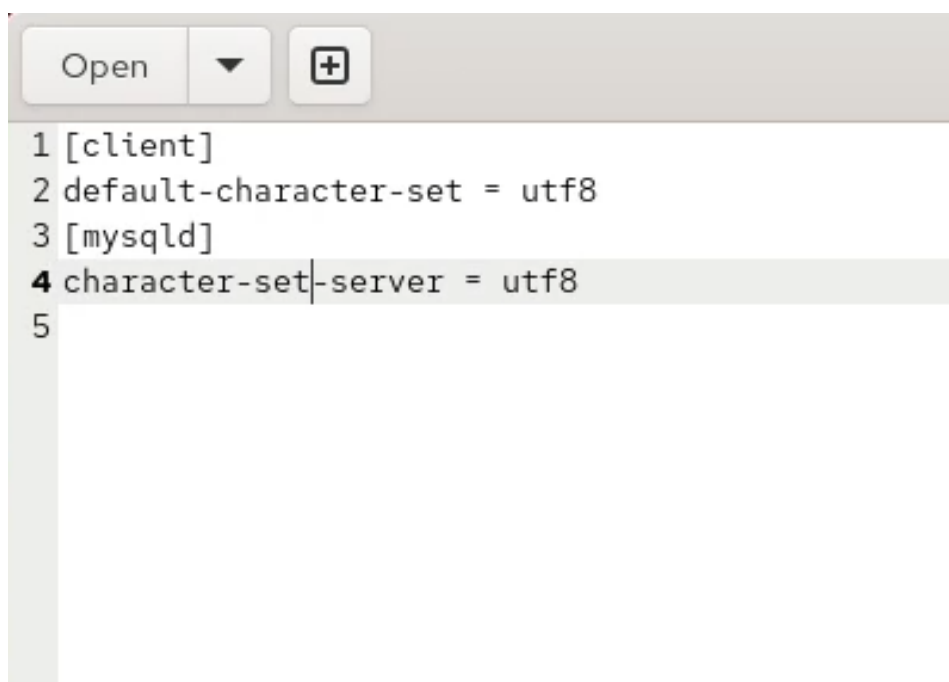 Open
1 [client]
2 default-character-set = utf8
3 [mysqld]
4 character-set-server = utf8
5